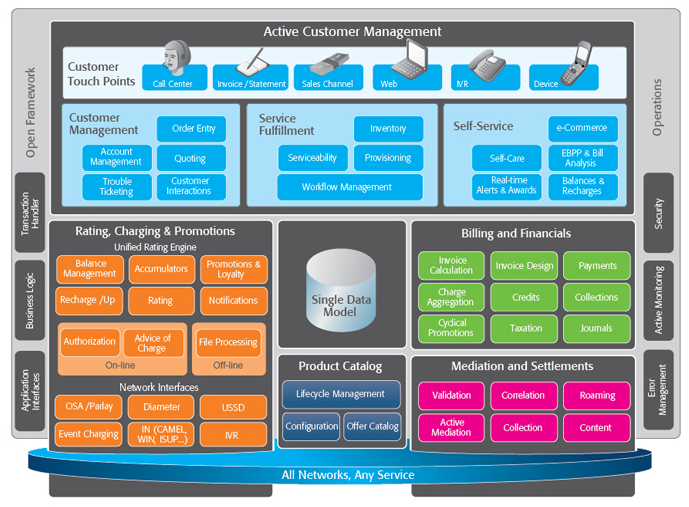 Active Customer Management
Open Framework
Operations
Customer
Touch Points
Call Center
Invoice /Statement
Sales Channel
Web
IVR
Device
Customer
Management
Order Entry
Account
Management
Quoting
Trouble
Ticketing
Customer
Interactions
Service
Fulfillment
Inventory
Serviceability
Provisioning
Workflow Management
Self-Service
e-Commerce
Self-Care
EBPP & Bill
Analysis
Real-time
Alerts & Awards
Balances &
Recharges
Transaction
Handler
Business Logic
Application
Interfaces
Security
Active Monitoring
Error
Management
Rating, Charging & Promotions
Unified Rating Engine
Balance
Management
Accumulators
Promotions &
Loyalty
Recharge /Up
Rating
Notifications
Authorization
Advice of
Charge
File Processing
On-line
Off-line
Network Interfaces
OSA /Parlay
Diameter
USSD
Event Charging
IN (CAMEL,
WIN, ISUP...)
IVR
Single Data
Model
Product Catalog
Lifecycle Management
Configuration
Offer Catalog
Billing and Financials
Invoice
Calculation
Invoice Design
Payments
Charge
Aggregation
Credits
Collections
Cyclical
Promotions
Taxation
Journals
Mediation and Settlements
Validation
Correlation
Roaming
Active
Mediation
Collection
Content
All Networks, Any Service